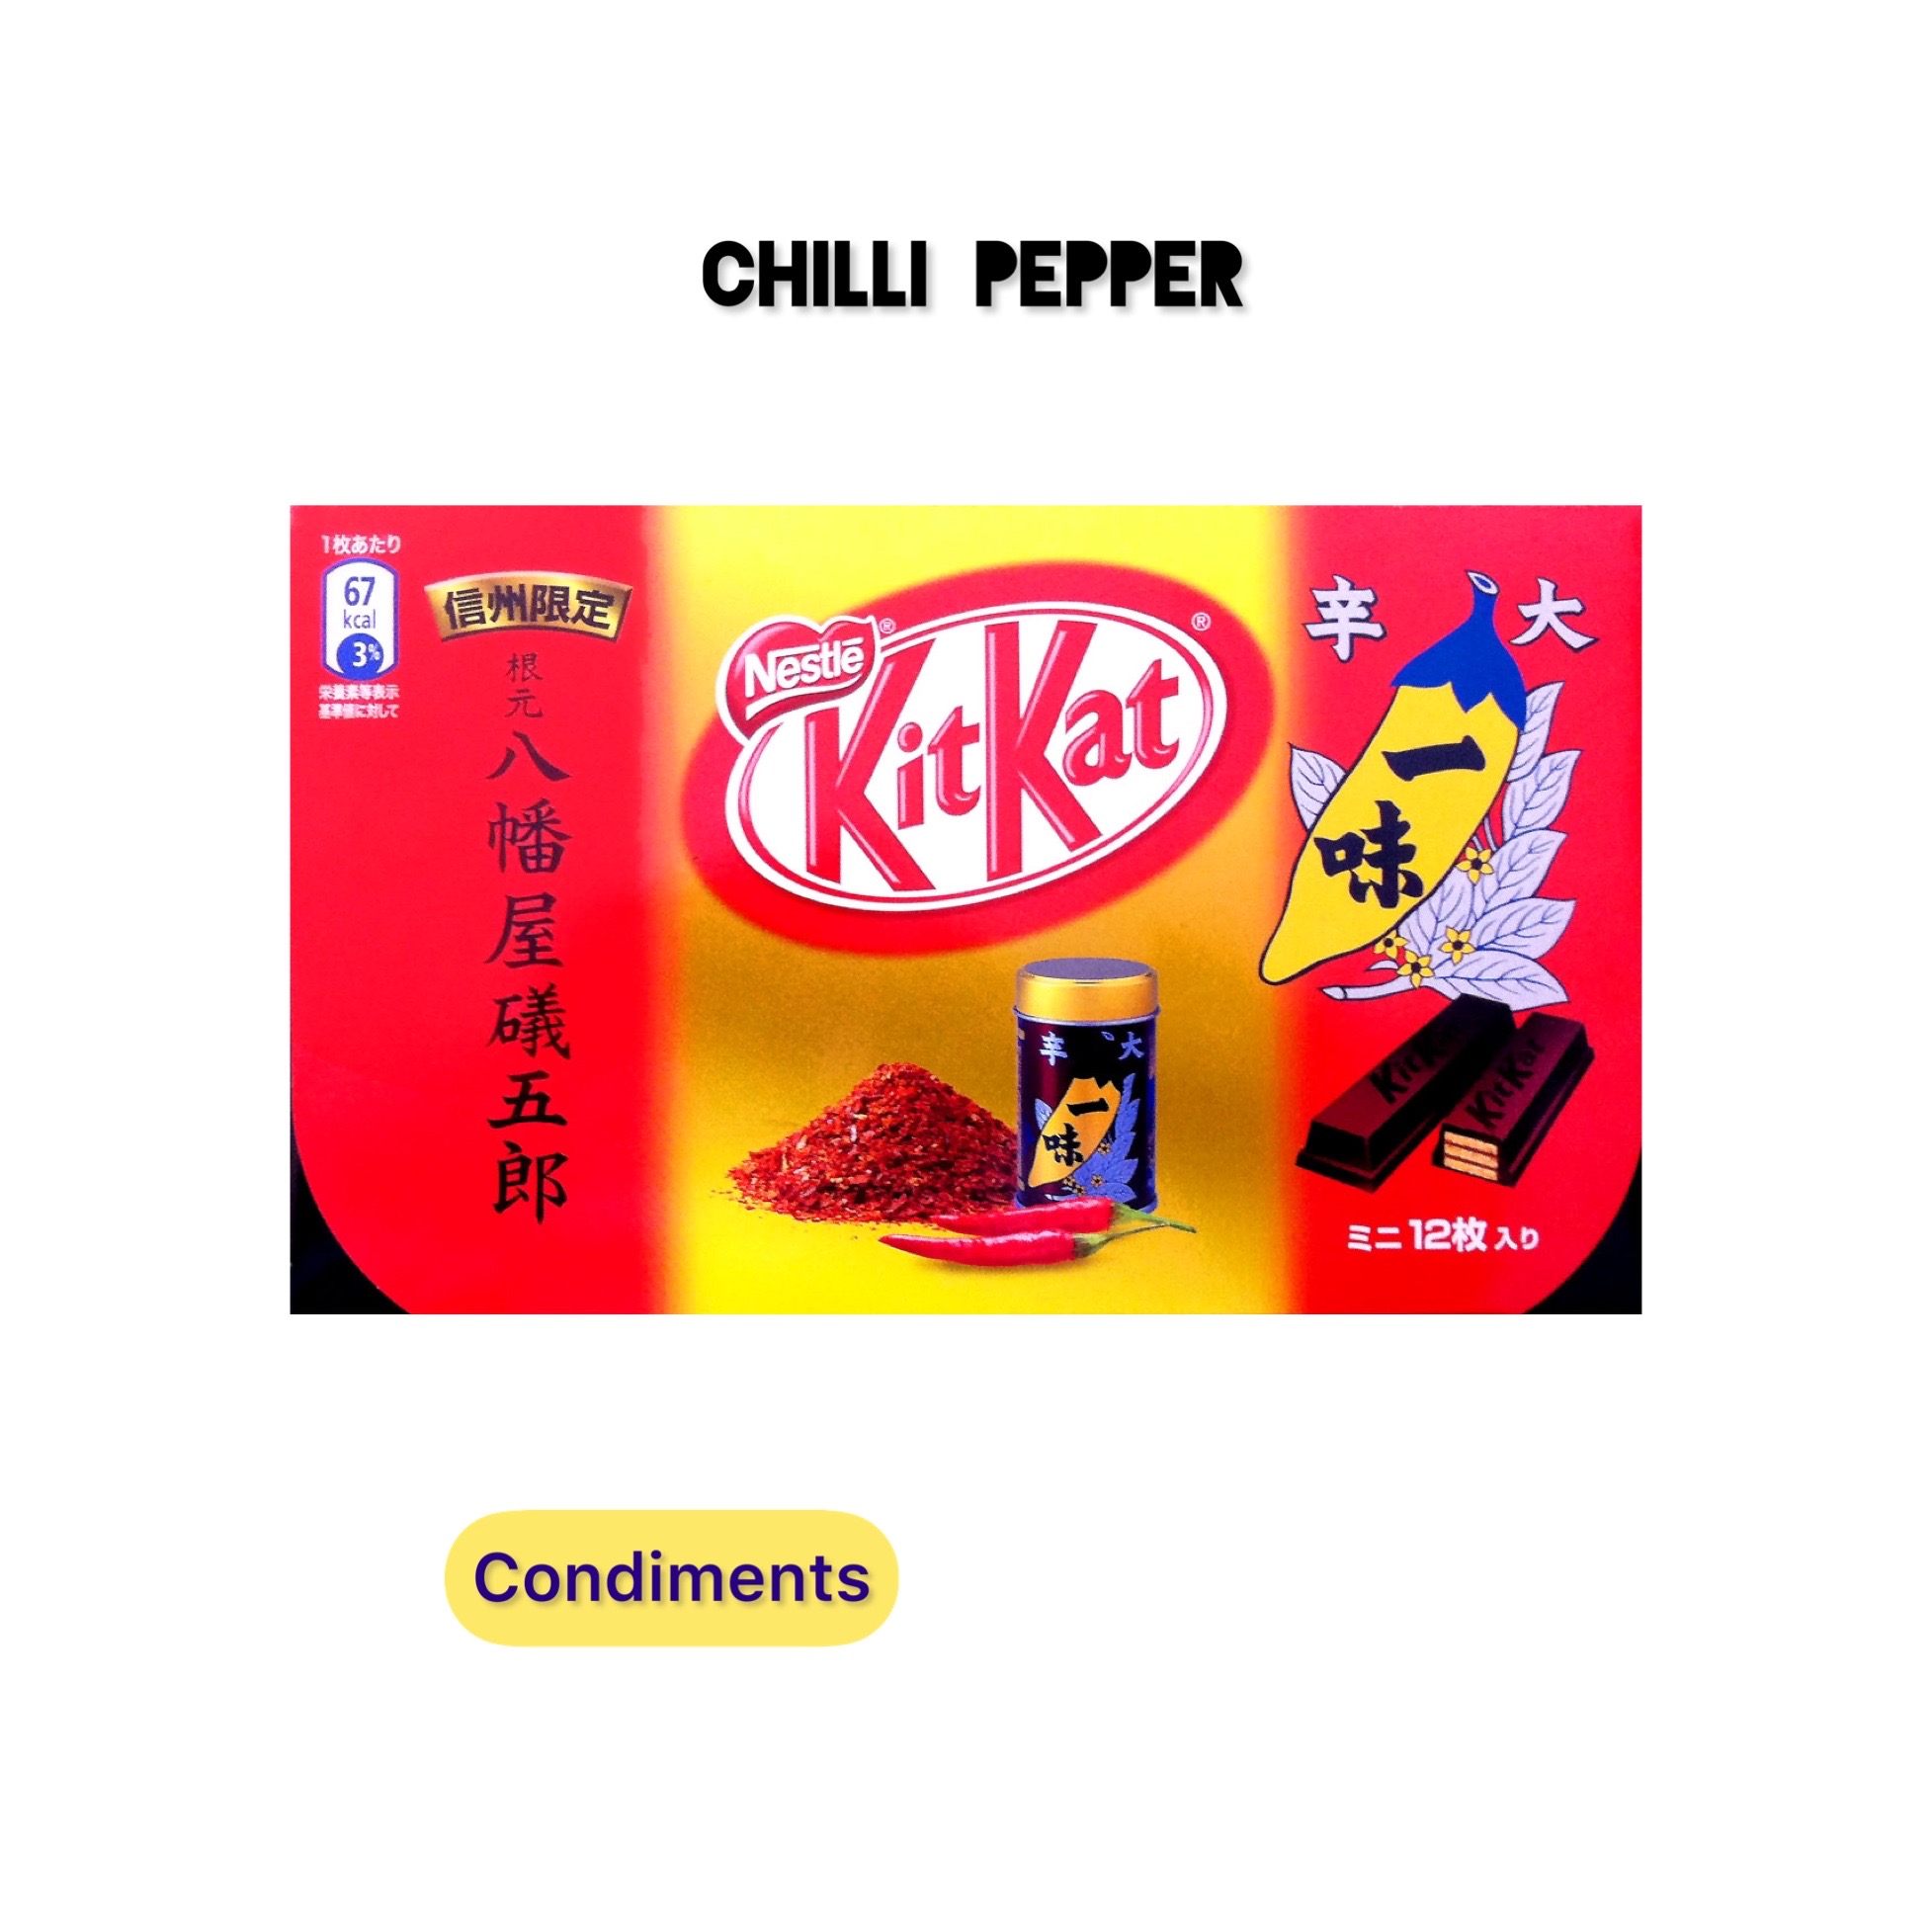 CHILLI PEPPER
1枚あたり
67
kcal
3%
栄養素等表示
基準値に対して
信州限定
根元
八幡屋礒五郎
Nestlé®
KitKat®
大辛
一味
大辛
一味
KitKat
KitKat
ミニ12枚入り
Condiments